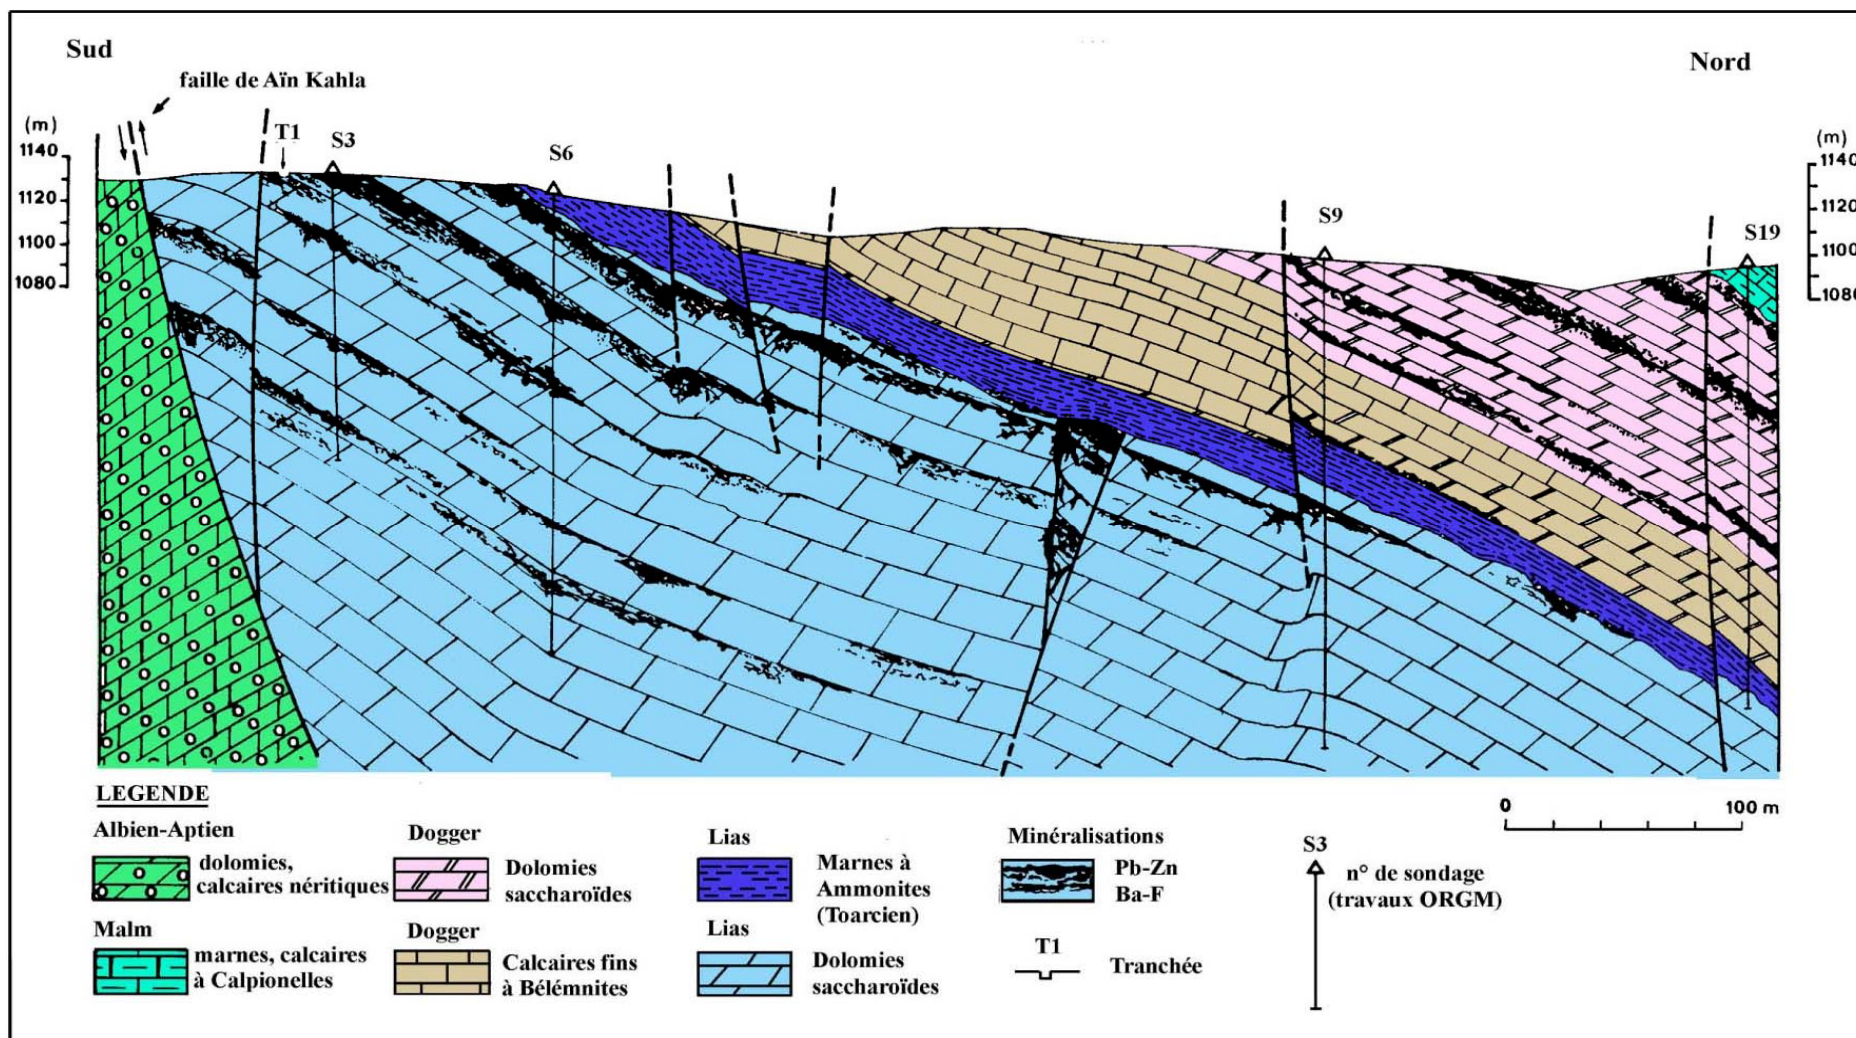 Sud
Nord
faille de Aïn Kahla
(m)
1140
1120
1100
1080
T1
S3
S6
S9
S19
(m)
1140
1120
1100
1080
LEGENDE
Albien-Aptien
dolomies,
calcaires néritiques
Malm
marnes, calcaires
à Calpionelles
Dogger
Dolomies
saccharoïdes
Dogger
Calcaires fins
à Bélémnites
Lias
Marnes à
Ammonites
(Toarcien)
Lias
Dolomies
saccharoïdes
Minéralisations
Pb-Zn
Ba-F
T1
Tranchée
0
100 m
S3
n° de sondage
(travaux ORGM)